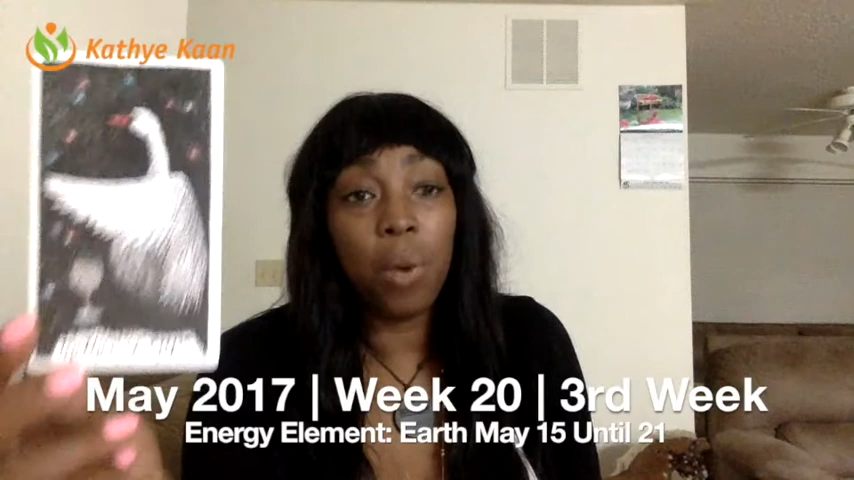 Kathye Kaan
May 2017 | Week 20 | 3rd Week
Energy Element: Earth May 15 Until 21